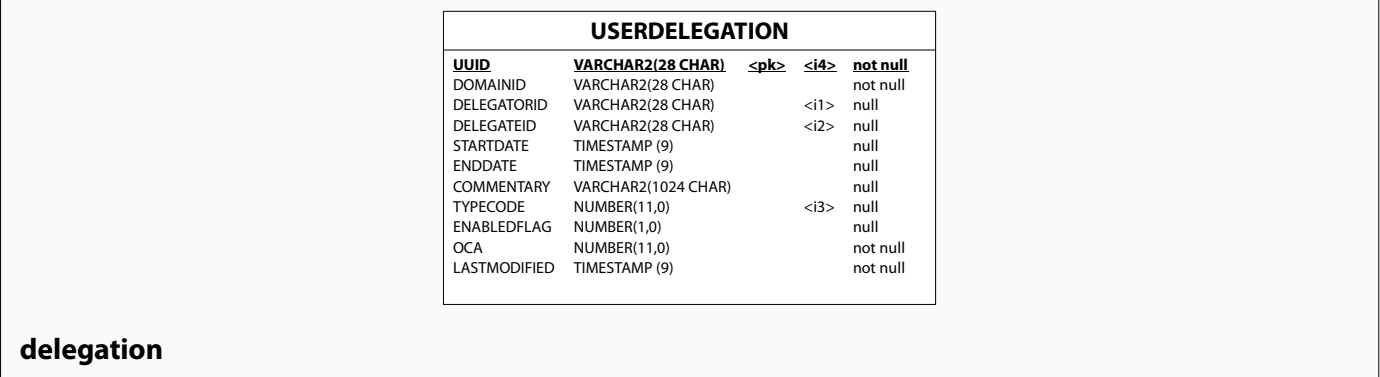 USERDELEGATION
UUID VARCHAR2(28 CHAR) <pk> <i4> not null
DOMAINID VARCHAR2(28 CHAR) not null
DELEGATORID VARCHAR2(28 CHAR) <i1> null
DELEGATEID VARCHAR2(28 CHAR) <i2> null
STARTDATE TIMESTAMP (9) null
ENDDATE TIMESTAMP (9) null
COMMENTARY VARCHAR2(1024 CHAR) null
TYPECODE NUMBER(11,0) <i3> null
ENABLEDFLAG NUMBER(1,0) null
OCA NUMBER(11,0) not null
LASTMODIFIED TIMESTAMP (9) not null
delegation